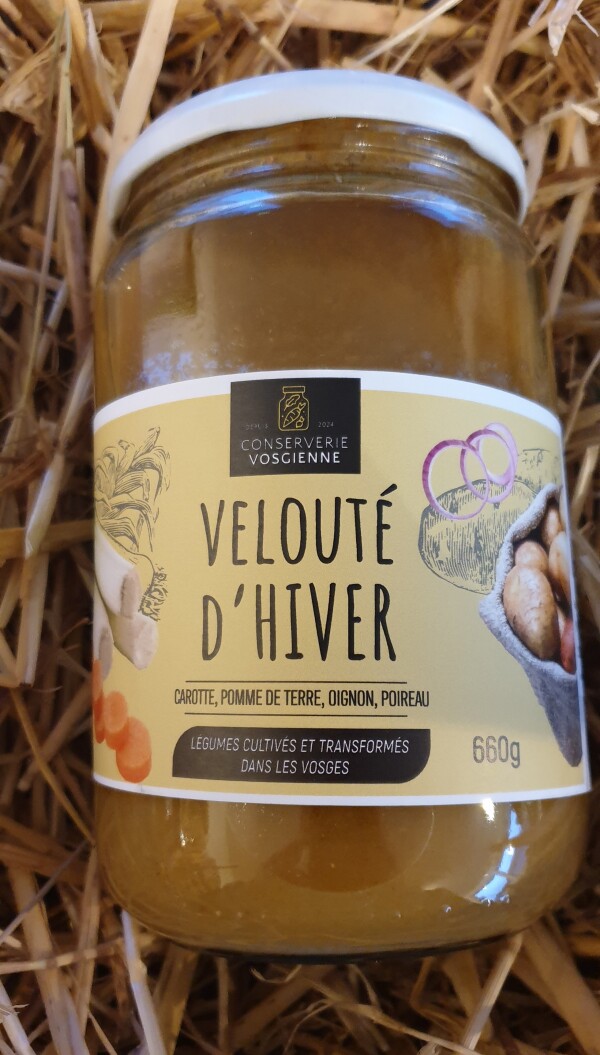 DEPUIS 2024
CONSERVERIE
VOSGIENNE
VELOUTÉ
D'HIVER
CAROTTE, POMME DE TERRE, OIGNON, POIREAU
LÉGUMES CULTIVÉS ET TRANSFORMÉS
DANS LES VOSGES
660g